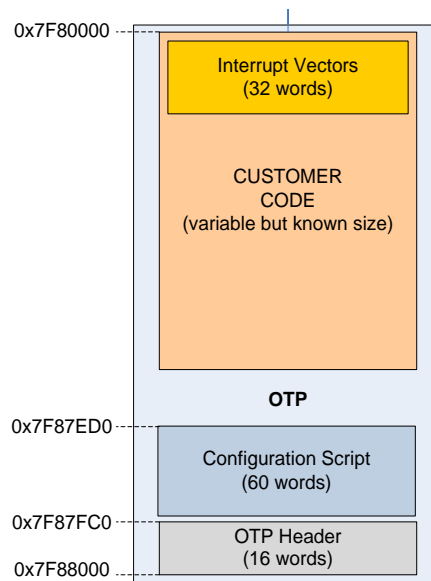 0x7F80000
Interrupt Vectors
(32 words)
CUSTOMER
CODE
(variable but known size)
OTP
0x7F87ED0
Configuration Script
(60 words)
0x7F87FC0
OTP Header
(16 words)
0x7F88000